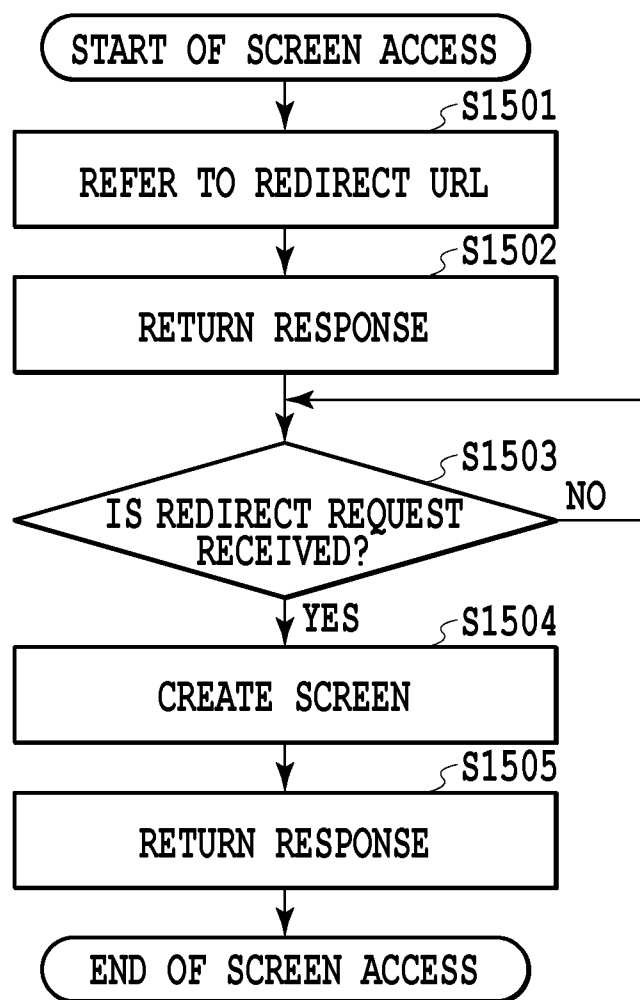 START OF SCREEN ACCESS
S1501
REFER TO REDIRECT URL
S1502
RETURN RESPONSE
S1503
IS REDIRECT REQUEST
RECEIVED?
NO
YES
S1504
CREATE SCREEN
S1505
RETURN RESPONSE
END OF SCREEN ACCESS